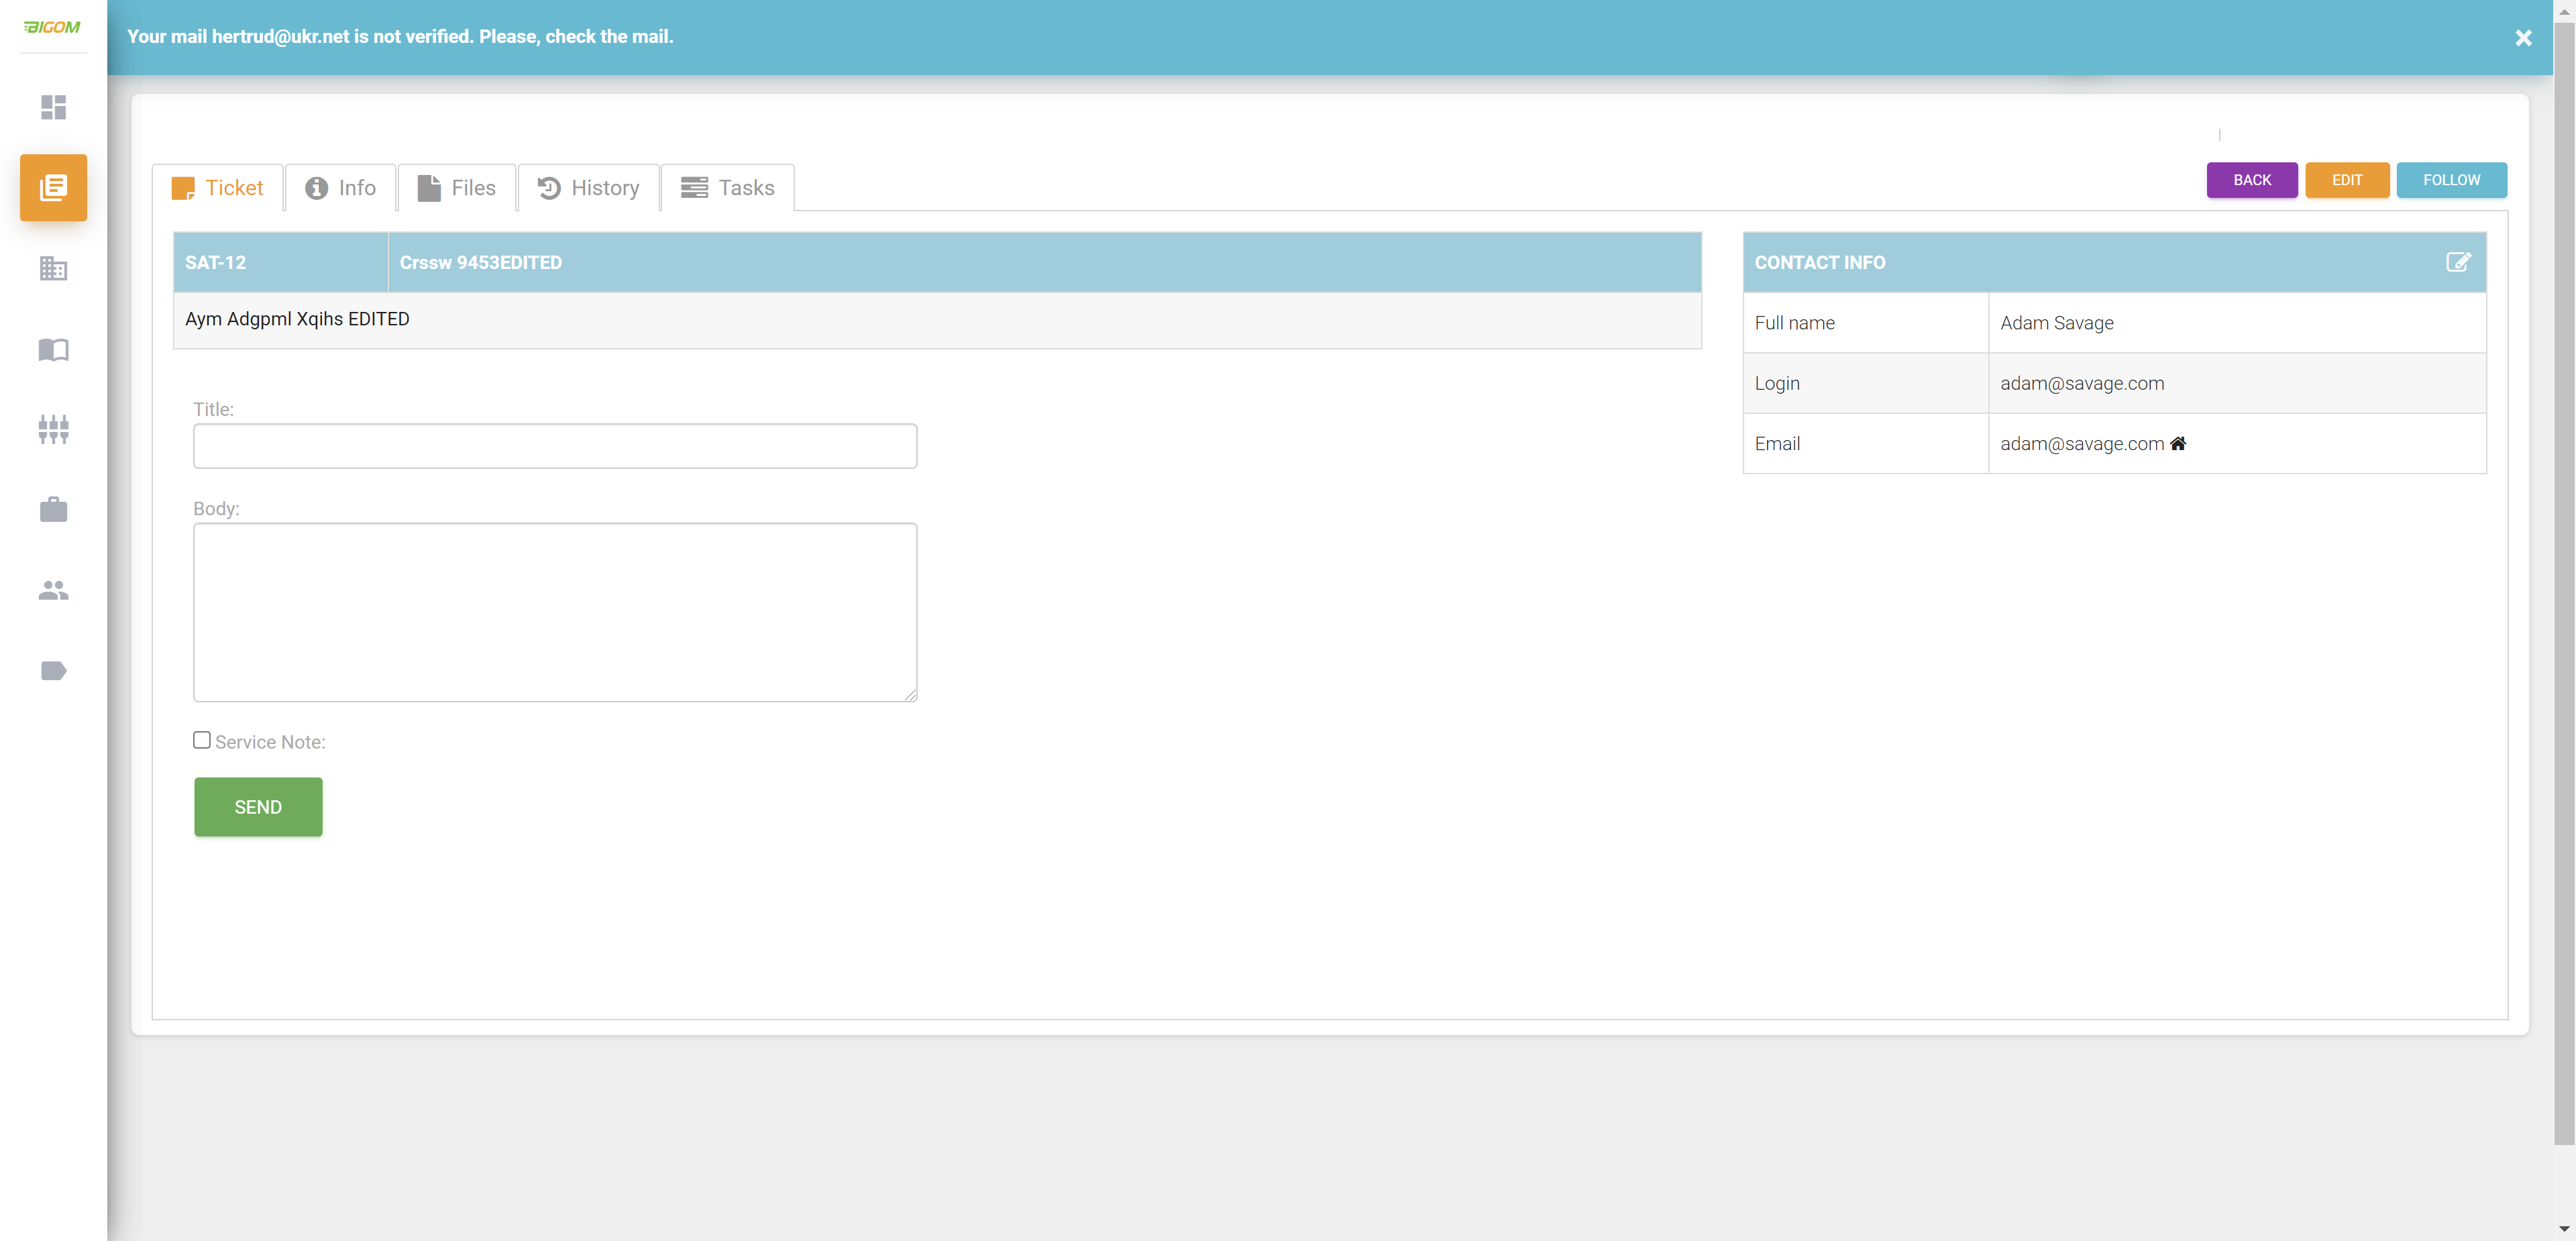 BIGOM
Your mail hertrud@ukr.net is not verified. Please, check the mail.
Ticket
Info
Files
History
Tasks
BACK
EDIT
FOLLOW
SAT-12
Crssw 9453EDITED
Aym Adgpml Xqihs EDITED
Title:
Body:
Service Note:
SEND
CONTACT INFO
Full name
Adam Savage
Login
adam@savage.com
Email
adam@savage.com